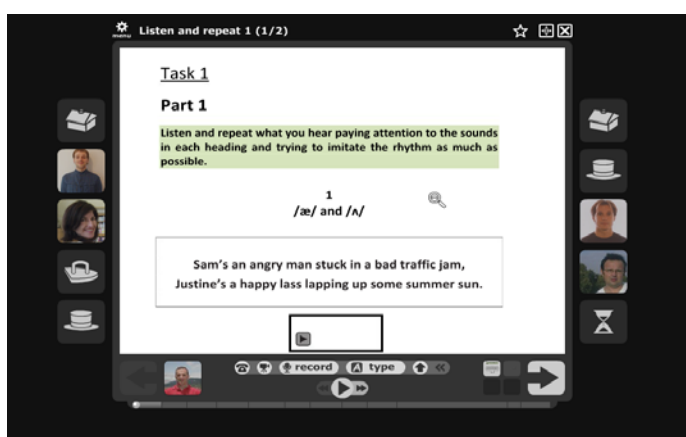 menu
Listen and repeat 1 (1/2)
Task 1
Part 1
Listen and repeat what you hear paying attention to the sounds
in each heading and trying to imitate the rhythm as much as
possible.
1
/æ/ and /ʌ/
Sam's an angry man stuck in a bad traffic jam,
Justine's a happy lass lapping up some summer sun.
record
A type